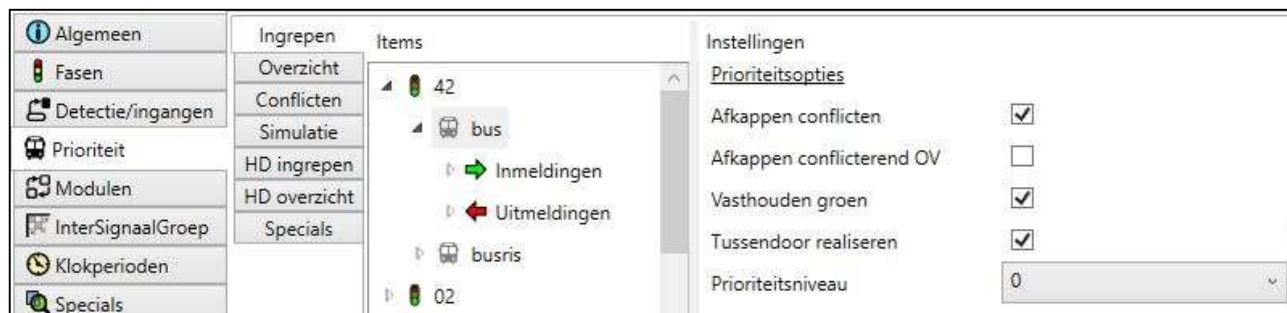 Algemeen
Fasen
Detectie/ingangen
Prioriteit
Modulen
InterSignaalGroep
Klokperioden
Specials
Ingrepen
Overzicht
Conflicten
Simulatie
HD ingrepen
HD overzicht
Specials
Items
42
bus
Inmeldingen
Uitmeldingen
busris
02
Instellingen
Prioriteitsopties
Afkappen conflicten
Afkappen conflicterend OV
Vasthouden groen
Tussendoor realiseren
Prioriteitsniveau 0